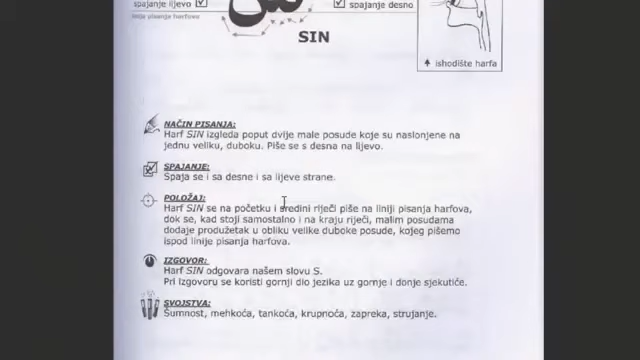 spajanje lijevo
spajanje desno
linija pisanja harfova
س
SIN
ishodište harfa
NAČIN PISANJA:
Harf SIN izgleda poput dvije male posude koje su naslonjene na
jednu veliku, duboku. Piše se s desna na lijevo.
SPAJANJE:
Spaja se i sa desne i sa lijeve strane.
POLOŽAJ:
Harf SIN se na početku i sredini riječi piše na liniji pisanja harfova,
dok se, kad stoji samostalno i na kraju riječi, malim posudama
dodaje produžetak u obliku velike duboke posude, kojeg pišemo
ispod linije pisanja harfova.
IZGOVOR:
Harf SIN odgovara našem slovu S.
Pri izgovoru se koristi gornji dio jezika uz gornje i donje sjekutiće.
SVOJSTVA:
Šumnost, mehkoća, tankoća, krupnoća, zapreka, strujanje.